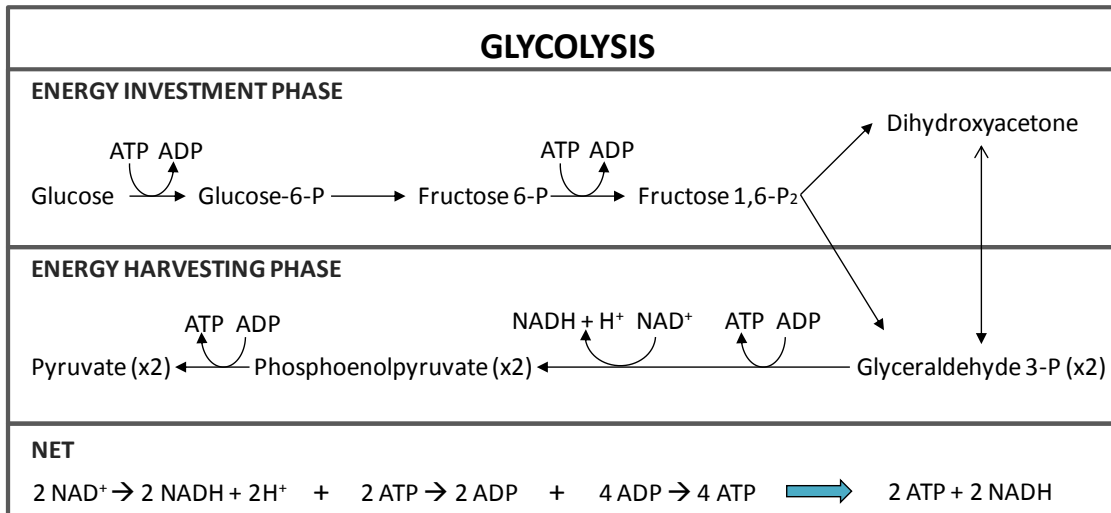 GLYCOLYSIS
ENERGY INVESTMENT PHASE
Dihydroxyacetone
ATP ADP
ATP ADP
Glucose
Glucose-6-P
Fructose 6-P
Fructose 1,6-P₂
ENERGY HARVESTING PHASE
ATP ADP
NADH + H⁺ NAD⁺
ATP ADP
Pyruvate (x2)
Phosphoenolpyruvate (x2)
Glyceraldehyde 3-P (x2)
NET
2 NAD⁺ → 2 NADH + 2H⁺ + 2 ATP → 2 ADP + 4 ADP → 4 ATP 2 ATP + 2 NADH